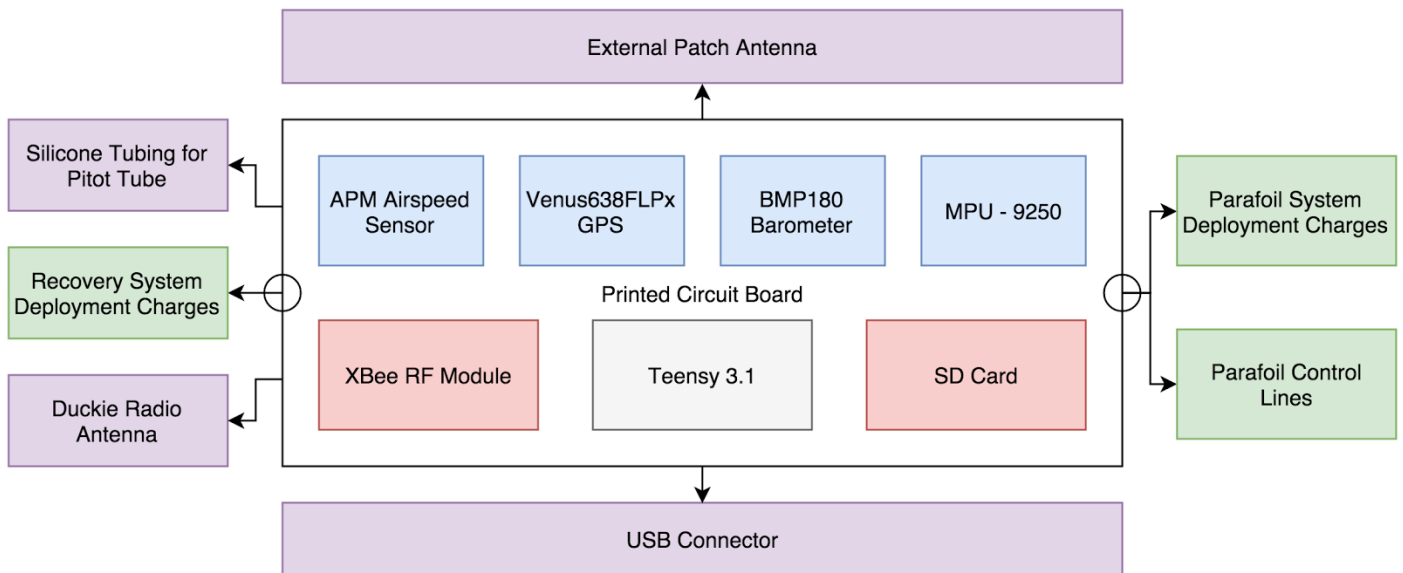 External Patch Antenna
Silicone Tubing for
Pitot Tube
APM Airspeed
Sensor
Venus638FLPx
GPS
BMP180
Barometer
MPU - 9250
Parafoil System
Deployment Charges
Recovery System
Deployment Charges
Printed Circuit Board
XBee RF Module
Teensy 3.1
SD Card
Parafoil Control
Lines
Duckie Radio
Antenna
USB Connector